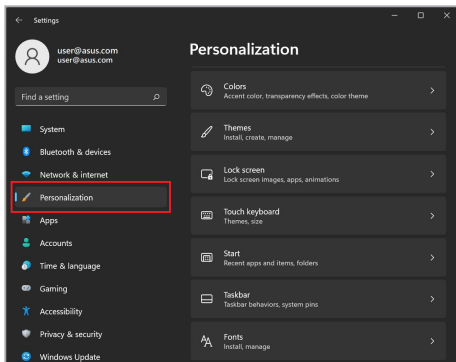 Settings
user@asus.com
user@asus.com
Find a setting
System
Bluetooth & devices
Network & internet
Personalization
Apps
Accounts
Time & language
Gaming
Accessibility
Privacy & security
Windows Update
Personalization
Colors
Accent color, transparency effects, color theme
Themes
Install, create, manage
Lock screen
Lock screen images, apps, animations
Touch keyboard
Themes, size
Start
Recent apps and items, folders
Taskbar
Taskbar behaviors, system pins
Fonts
Install, manage